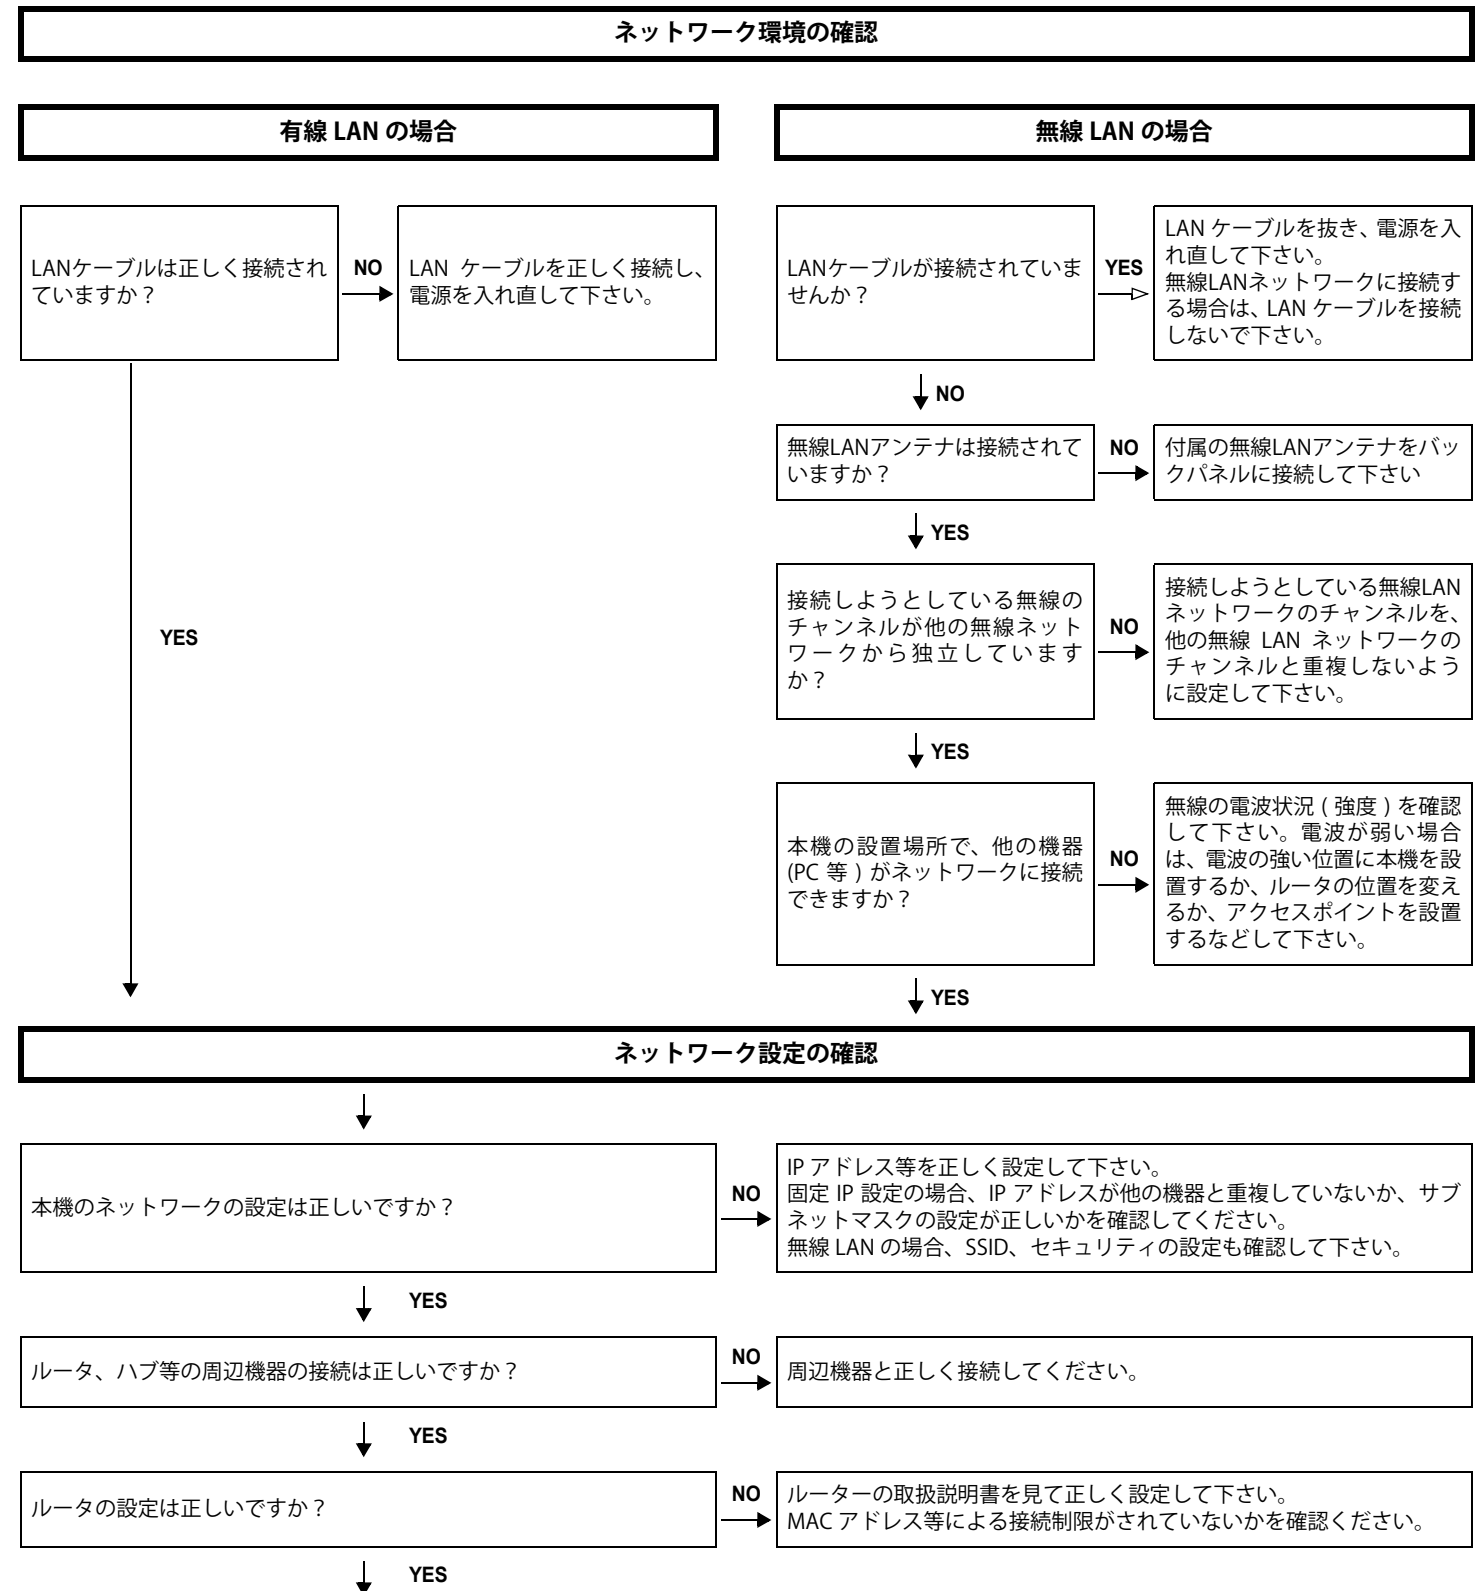 ネットワーク環境の確認
有線 LAN の場合
LANケーブルは正しく接続され
ていますか？
NO
LAN ケーブルを正しく接続し、
電源を入れ直して下さい。
YES
無線 LAN の場合
LANケーブルが接続されていま
せんか？
YES
LAN ケーブルを抜き、電源を入
れ直して下さい。
無線LANネットワークに接続す
る場合は、LAN ケーブルを接続
しないで下さい。
NO
無線LANアンテナは接続されて
いますか？
NO
付属の無線LANアンテナをバッ
クパネルに接続して下さい
YES
接続しようとしている無線の
チャンネルが他の無線ネット
ワークから独立しています
か？
NO
接続しようとしている無線LAN
ネットワークのチャンネルを、
他の無線 LAN ネットワークの
チャンネルと重複しないよう
に設定して下さい。
YES
本機の設置場所で、他の機器
(PC 等 ) がネットワークに接続
できますか？
NO
無線の電波状況 ( 強度 ) を確認
して下さい。電波が弱い場合
は、電波の強い位置に本機を設
置するか、ルータの位置を変え
るか、アクセスポイントを設置
するなどして下さい。
YES
ネットワーク設定の確認
本機のネットワークの設定は正しいですか？
NO
IP アドレス等を正しく設定して下さい。
固定 IP 設定の場合、IP アドレスが他の機器と重複していないか、サブ
ネットマスクの設定が正しいかを確認してください。
無線 LAN の場合、SSID、セキュリティの設定も確認して下さい。
YES
ルータ、ハブ等の周辺機器の接続は正しいですか？
NO
周辺機器と正しく接続してください。
YES
ルータの設定は正しいですか？
NO
ルーターの取扱説明書を見て正しく設定して下さい。
MAC アドレス等による接続制限がされていないかを確認ください。
YES